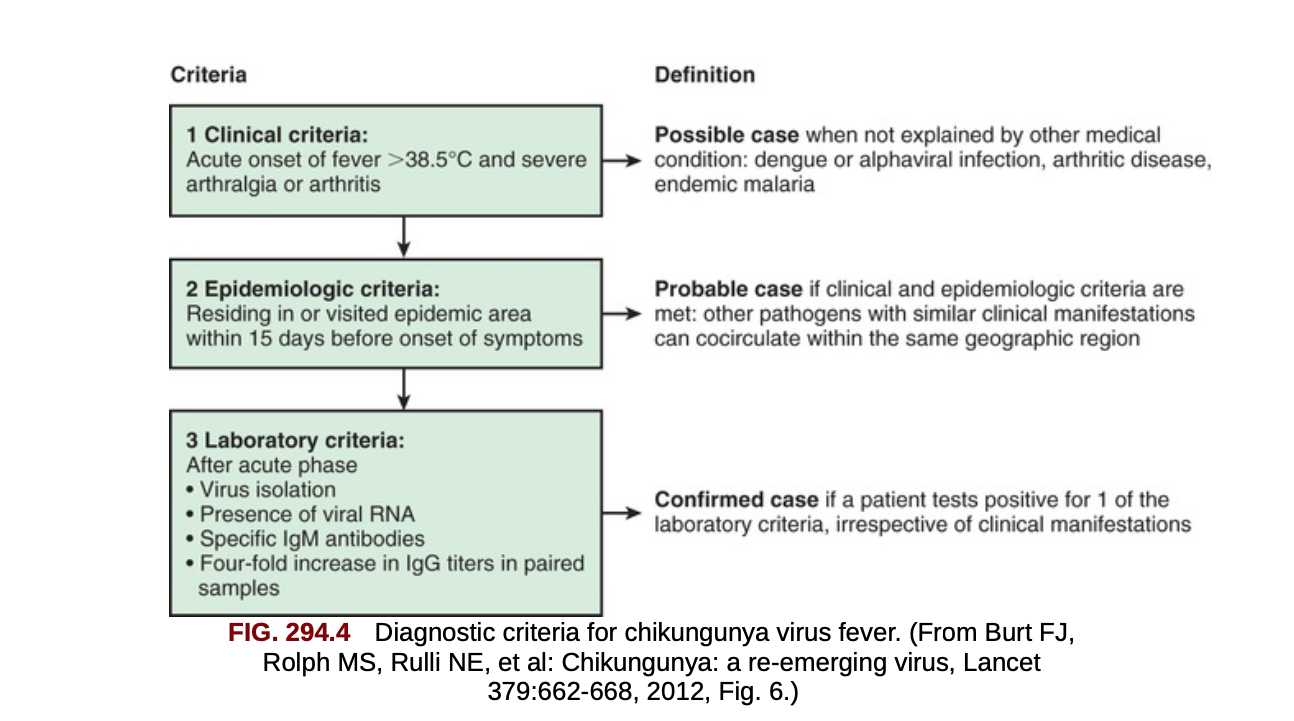 Criteria
Definition
1 Clinical criteria:
Acute onset of fever >38.5°C and severe
arthralgia or arthritis
Possible case when not explained by other medical
condition: dengue or alphaviral infection, arthritic disease,
endemic malaria
2 Epidemiologic criteria:
Residing in or visited epidemic area
within 15 days before onset of symptoms
Probable case if clinical and epidemiologic criteria are
met: other pathogens with similar clinical manifestations
can cocirculate within the same geographic region
3 Laboratory criteria:
After acute phase
• Virus isolation
• Presence of viral RNA
• Specific IgM antibodies
• Four-fold increase in IgG titers in paired
samples
Confirmed case if a patient tests positive for 1 of the
laboratory criteria, irrespective of clinical manifestations
FIG. 294.4 Diagnostic criteria for chikungunya virus fever. (From Burt FJ,
Rolph MS, Rulli NE, et al: Chikungunya: a re-emerging virus, Lancet
379:662-668, 2012, Fig. 6.)